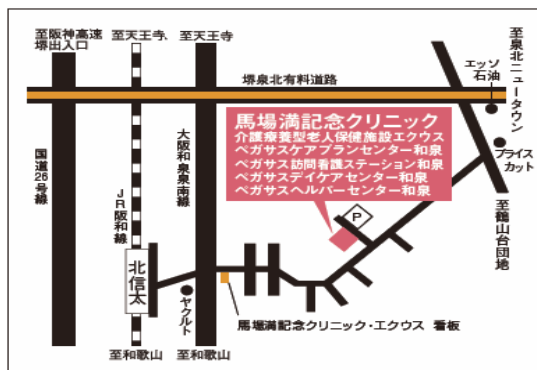 至阪神高速
堺出入口
至天王寺
至天王寺
至泉北ニュータウン
エッソ
石油
堺泉北有料道路
馬場満記念クリニック
介護療養型老人保健施設エクウス
ペガサスケアプランセンター和泉
ペガサス訪問看護ステーション和泉
ペガサスデイケアセンター和泉
ペガサスヘルパーセンター和泉
プライス
カット
国道26号線
JR阪和線
大阪和泉泉南線
P
至鶴山台団地
北信太
ヤクルト
馬場満記念クリニック・エクウス 看板
至和歌山
至和歌山